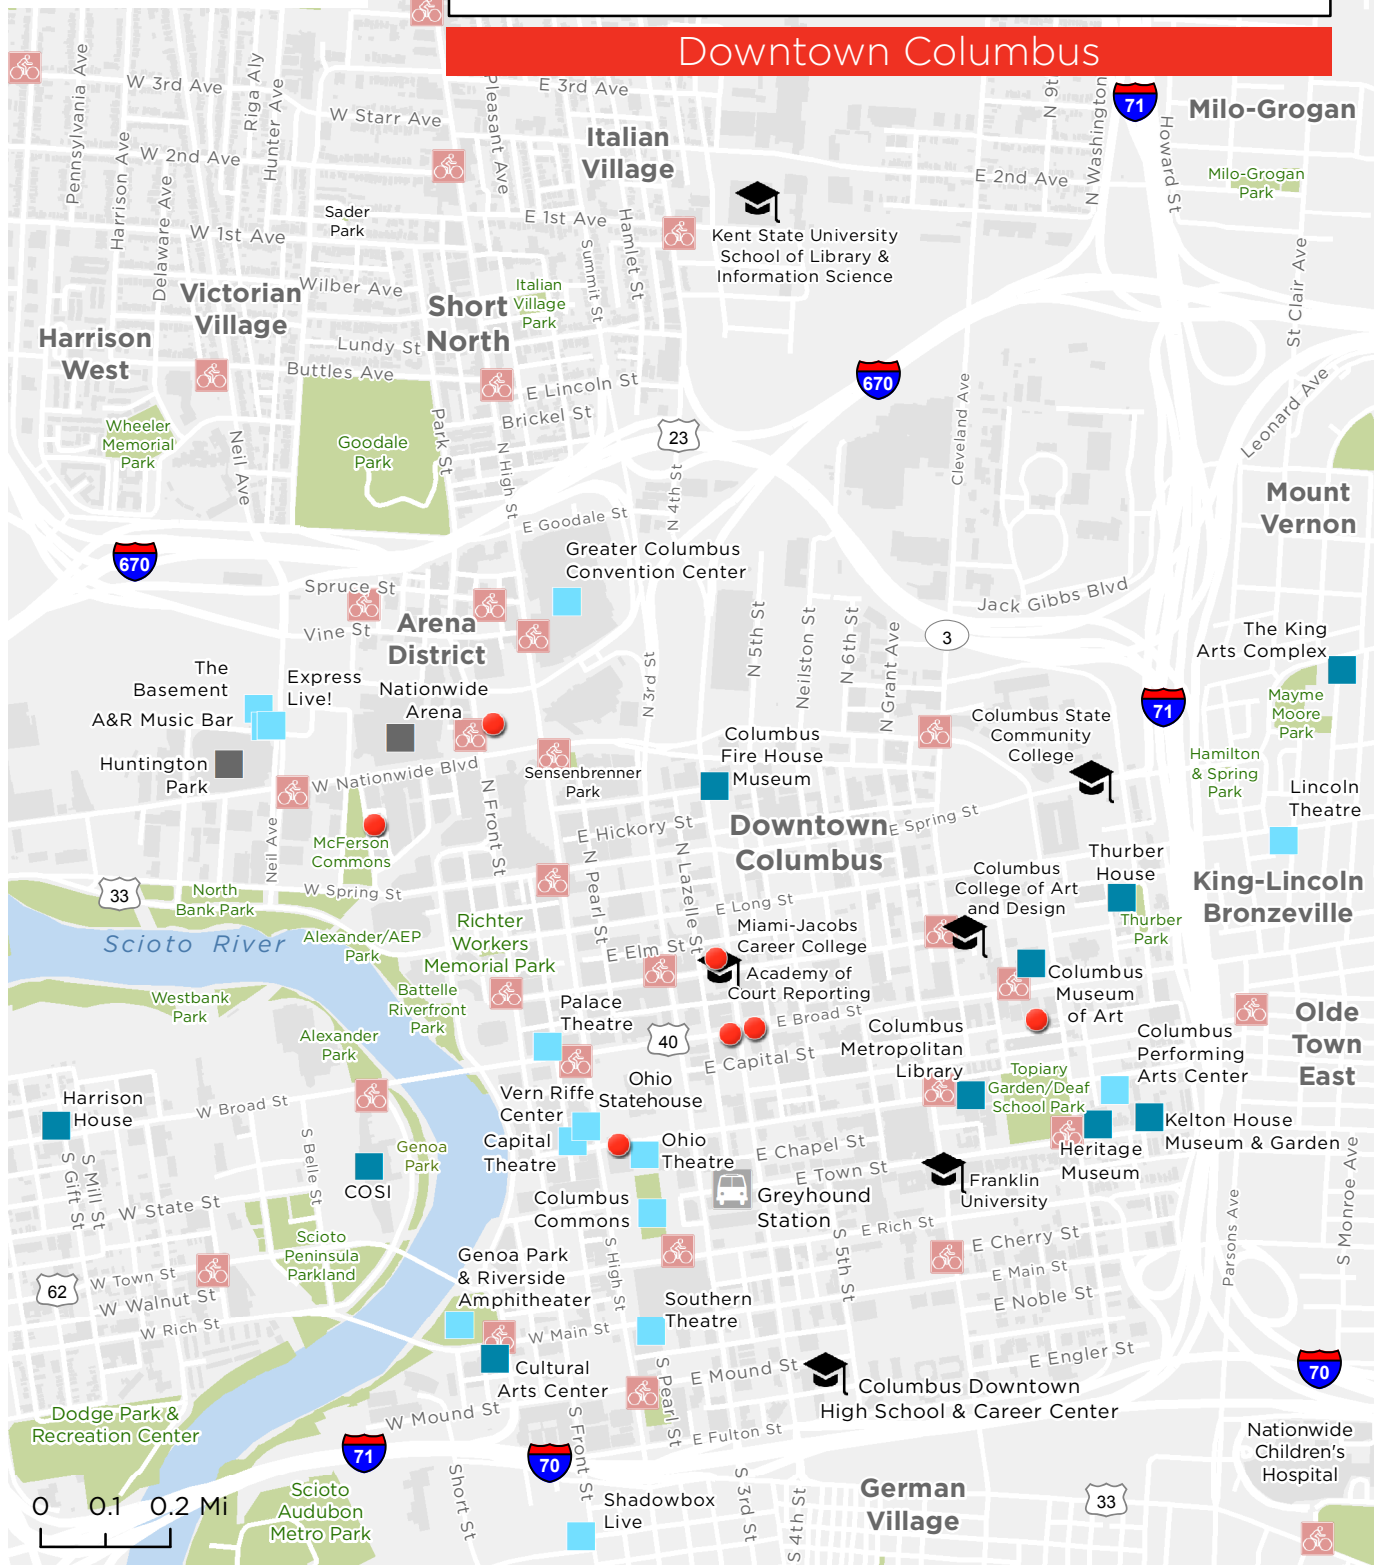 Downtown Columbus
Pennsylvania Ave
W 3rd Ave
Riga Aly
Hunter Ave
W Starr Ave
Pleasant Ave
E 3rd Ave
Italian
Village
N 9t
N Washington
71
Howard St
Milo-Grogan
Harrison Ave
W 2nd Ave
E 2nd Ave
Milo-Grogan
Park
Delaware Ave
Sader
Park
W 1st Ave
E 1st Ave
Hamlet St
Summit St
Kent State University
School of Library &
Information Science
St Clair Ave
Victorian
Village
Wilber Ave
Short
North
Italian
Village
Park
Harrison
West
Lundy St
Buttles Ave
E Lincoln St
Brickel St
670
Cleveland Ave
Leonard Ave
Wheeler
Memorial
Park
Neil Ave
Goodale
Park
Park St
N High St
23
N 4th St
E Goodale St
Mount
Vernon
670
Greater Columbus
Convention Center
Spruce St
Vine St
Arena
District
N 3rd St
N 5th St
Neilston St
N 6th St
N Grant Ave
Jack Gibbs Blvd
3
The King
Arts Complex
The
Basement
Express
Live!
A&R Music Bar
Nationwide
Arena
Huntington
Park
W Nationwide Blvd
N Front St
Sensenbrenner
Park
Columbus
Fire House
Museum
Columbus State
Community
College
71
Mayme
Moore
Park
Hamilton
& Spring
Park
Lincoln
Theatre
McFerson
Commons
Neil Ave
E Hickory St
N Pearl St
N Lazelle St
Downtown
Columbus
E Spring St
Columbus
College of Art
and Design
Thurber
House
King-Lincoln
Bronzeville
33
North
Bank Park
W Spring St
E Long St
Thurber
Park
Scioto River
Alexander/AEP
Park
Richter
Workers
Memorial Park
E Elm St
Miami-Jacobs
Career College
Academy of
Court Reporting
Columbus
Museum
of Art
Westbank
Park
Battelle
Riverfront
Park
Palace
Theatre
40
E Broad St
E Capital St
Columbus
Metropolitan
Library
Columbus
Performing
Arts Center
Olde
Town
East
Alexander
Park
Vern Riffe
Center
Ohio
Statehouse
Topiary
Garden/Deaf
School Park
Harrison
House
W Broad St
S Belle St
Genoa
Park
Capital
Theatre
Ohio
Theatre
E Chapel St
E Town St
Heritage
Museum
Kelton House
Museum & Garden
S Gift St
S Mill St
COSI
W State St
Columbus
Commons
Greyhound
Station
Franklin
University
Parsons Ave
S Monroe Ave
Scioto
Peninsula
Parkland
Genoa Park
& Riverside
Amphitheater
S High St
S 5th St
E Rich St
E Cherry St
E Main St
E Noble St
62
W Town St
W Walnut St
W Rich St
Southern
Theatre
W Main St
Cultural
Arts Center
S Pearl St
E Mound St
E Engler St
70
Columbus Downtown
High School & Career Center
Dodge Park &
Recreation Center
W Mound St
S Front St
E Fulton St
71
70
Nationwide
Children's
Hospital
Scioto
Audubon
Metro Park
Short St
Shadowbox
Live
S 3rd St
S 4th St
German
Village
33
0 0.1 0.2 Mi